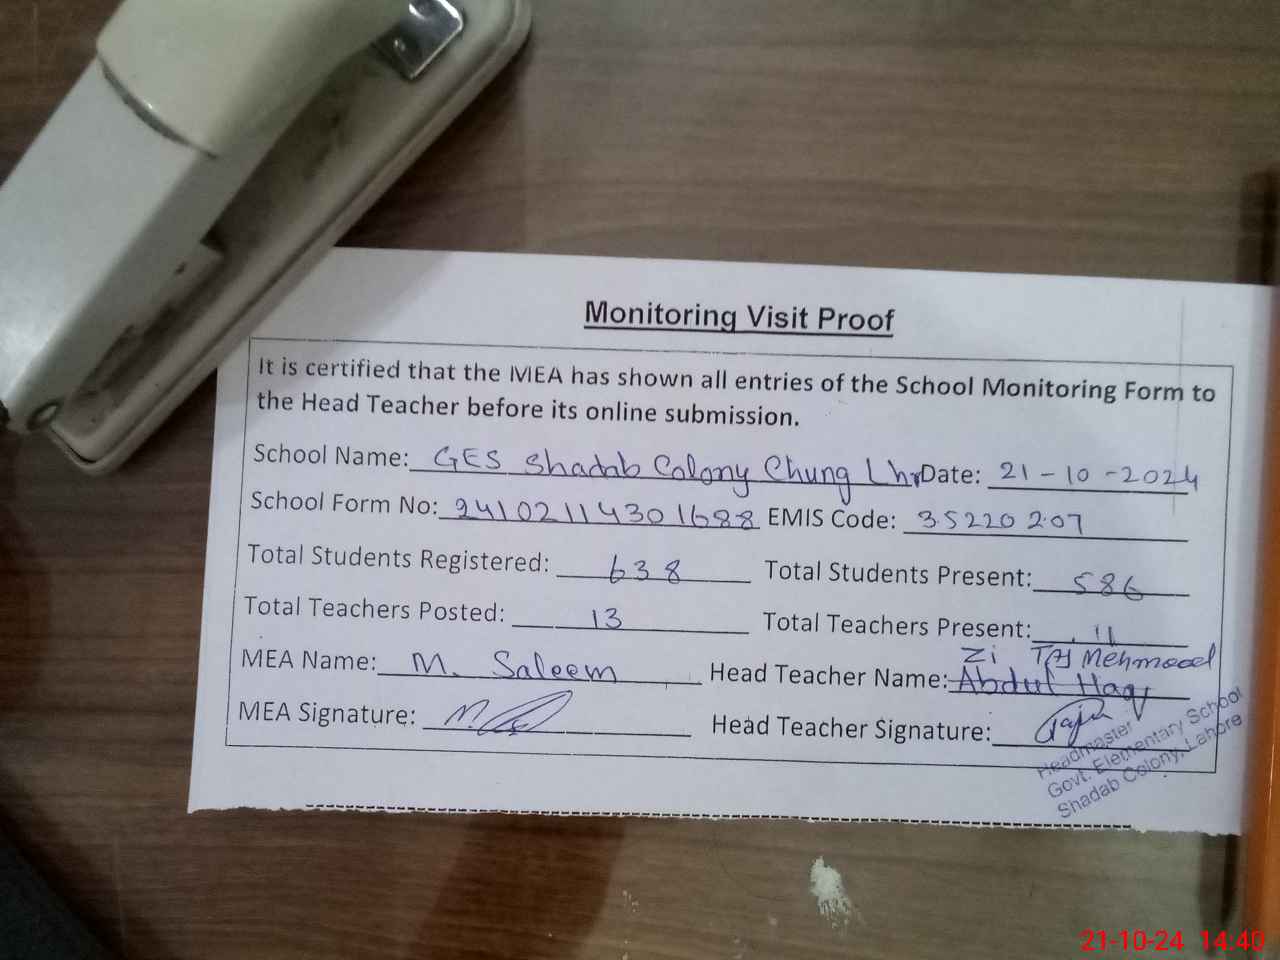 Monitoring Visit Proof
It is certified that the MEA has shown all entries of the School Monitoring Form to
the Head Teacher before its online submission.
School Name: GES Shadab Colony Chung Lhr Date: 21-10-2024
School Form No: 24102114301688 EMIS Code: 35220207
Total Students Registered: 638 Total Students Present: 586
Total Teachers Posted: 13 Total Teachers Present: 11
Zi Taj Mehmood
MEA Name: M. Saleem Head Teacher Name: Abdul Haq
MEA Signature: Head Teacher Signature:
Headmaster
Govt. Elementary School
Shadab Colony, Lahore
21-10-24 14:40